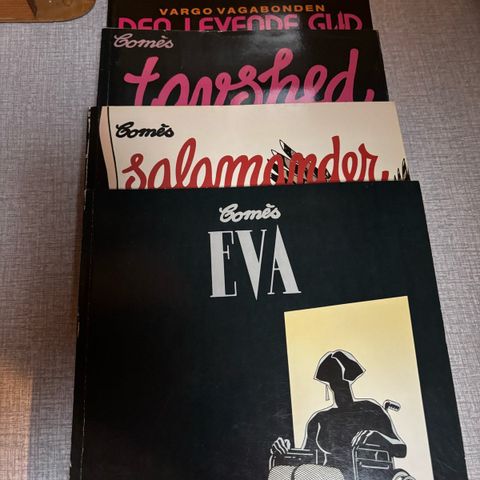 VARGO VAGABONDEN
DEN LEVENDE GUD
Comès
tavshed
Comès
salamander
Comès
EVA